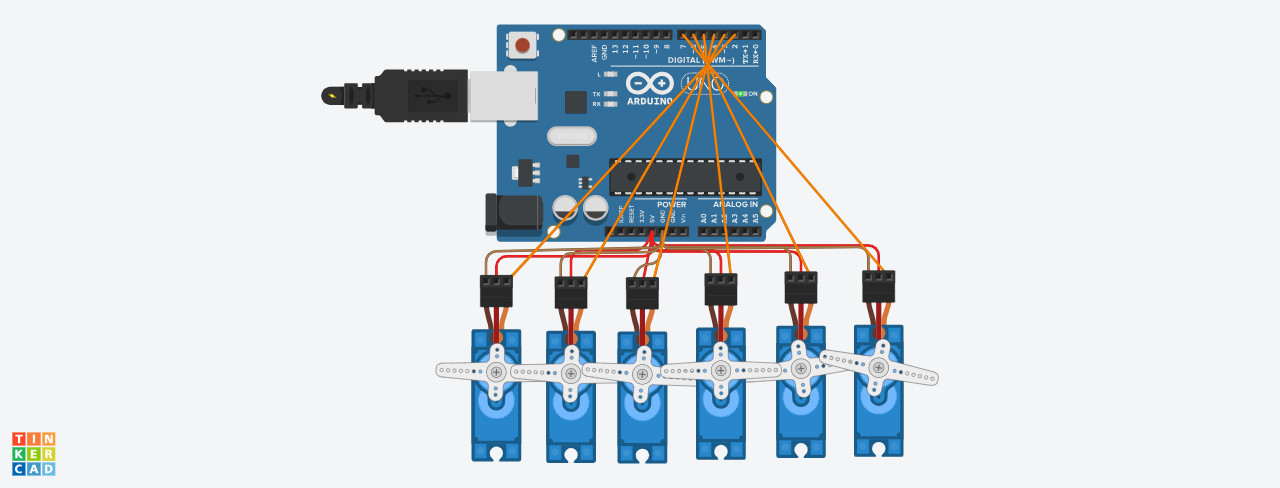 AREF
GND
13
12
~11
~10
~9
8
7
2
TX→1
RX←0
DIGITAL (PWM~)
L
TX
RX
ARDUINO
UNO
ON
POWER
ANALOG IN
RESET
3.3V
5V
GND
GND
Vin
A0
A1
A3
A4
A5
TIN
KER
CAD